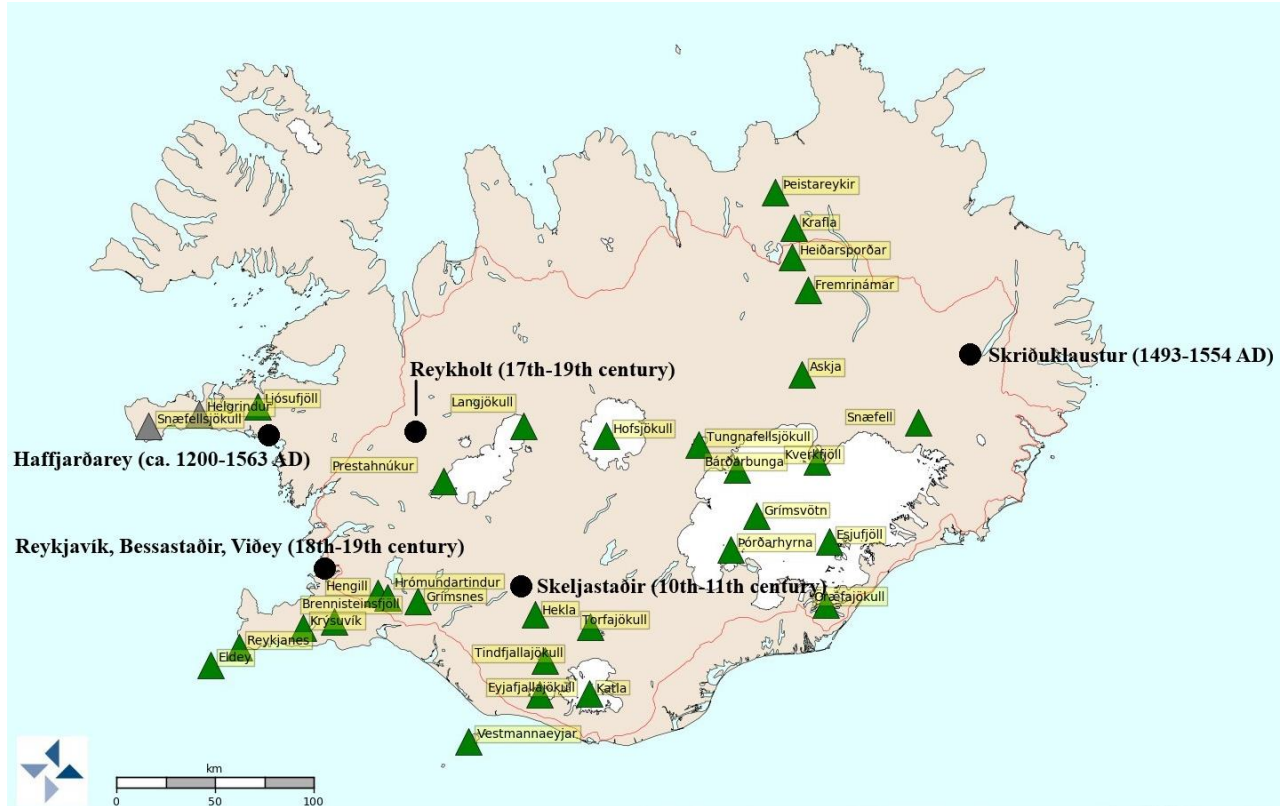 Þeistareykir
Krafla
Heiðarsporðar
Fremrinámar
Skriðuklaustur (1493-1554 AD)
Askja
Reykholt (17th-19th century)
Ljósufjöll
Helgrindur
Snæfellsjökull
Langjökull
Snæfell
Hofsjökull
Tungnafellsjökull
Haffjarðarey (ca. 1200-1563 AD)
Prestahnúkur
Bárðarbunga
Kverkfjöll
Grímsvötn
Esjufjöll
Þórðarhyrna
Reykjavík, Bessastaðir, Viðey (18th-19th century)
Hengill
Hrómundartindur
Skeljastaðir (10th-11th century)
Grímsnes
Brennisteinsfjöll
Öræfajökull
Hekla
Krýsuvík
Torfajökull
Reykjanes
Eldey
Tindfjallajökull
Eyjafjallajökull
Katla
Vestmannaeyjar
km
0 50 100